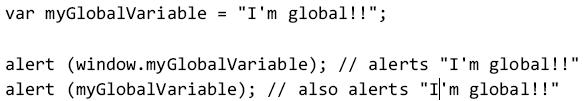 var myGlobalVariable = "I'm global!!";
alert (window.myGlobalVariable); // alerts "I'm global!!"
alert (myGlobalVariable); // also alerts "I'm global!!"